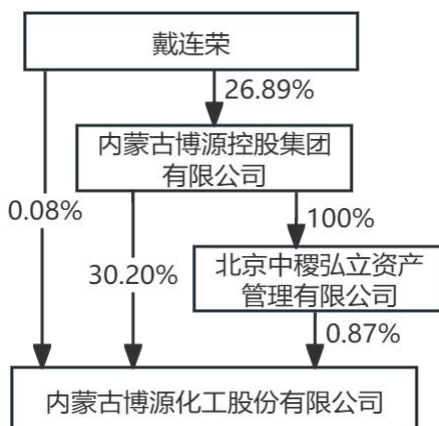 戴连荣
26.89%
内蒙古博源控股集团
有限公司
0.08%
100%
30.20%
北京中稷弘立资产
管理有限公司
0.87%
内蒙古博源化工股份有限公司